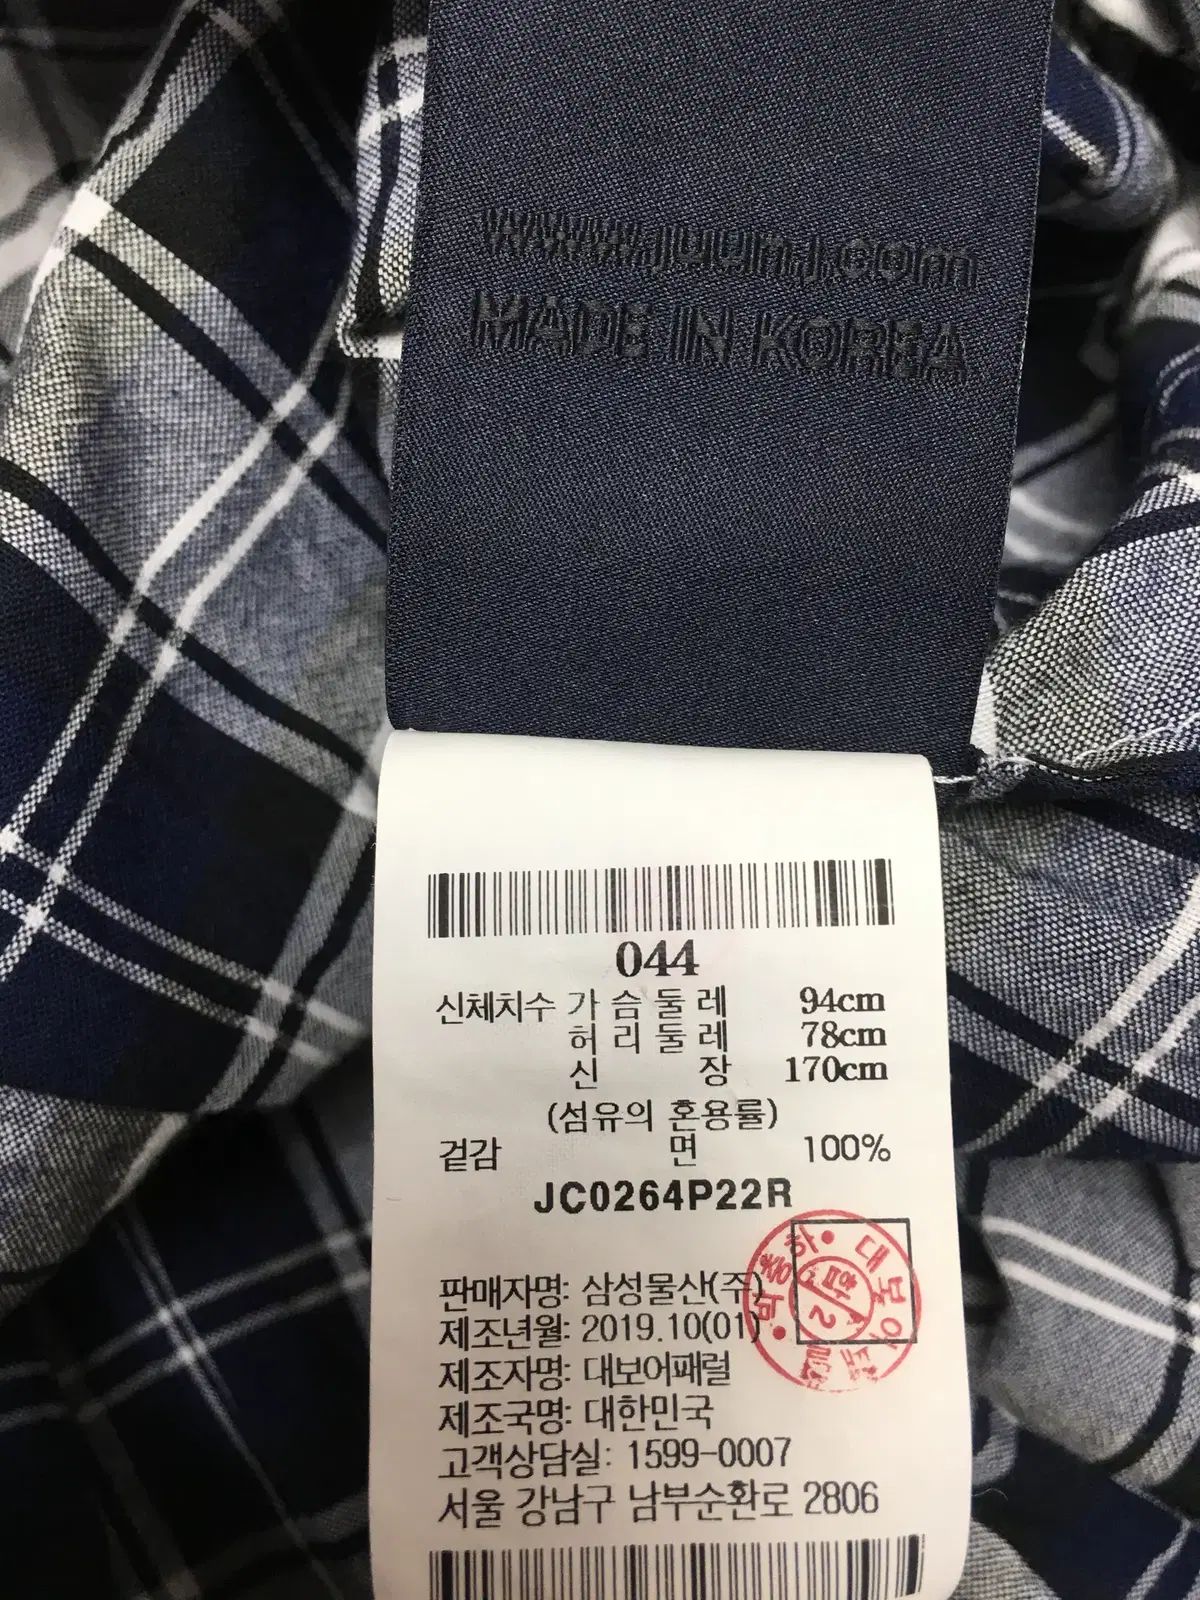 www.juun-j.com
MADE IN KOREA
044
신체치수 가슴둘레 94cm
허리둘레 78cm
신장 170cm
(섬유의 혼용률)
겉감 면 100%
JC0264P22R
판매자명: 삼성물산(주)
제조년월: 2019.10(01)
제조자명: 대보어패럴
제조국명: 대한민국
고객상담실: 1599-0007
서울 강남구 남부순환로 2806